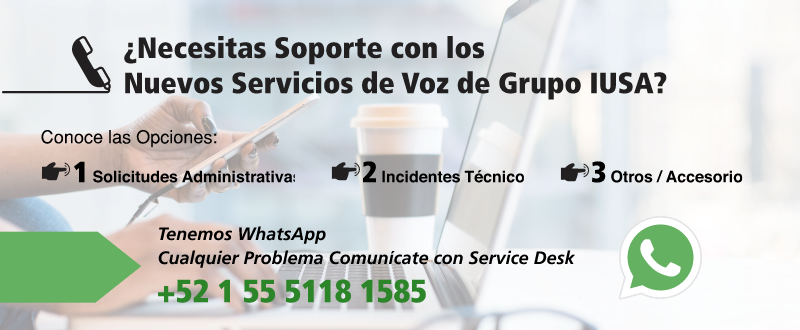 ¿Necesitas Soporte con los
Nuevos Servicios de Voz de Grupo IUSA?
Conoce las Opciones:
1 Solicitudes Administrativas
2 Incidentes Técnico
3 Otros / Accesorio
Tenemos WhatsApp
Cualquier Problema Comunícate con Service Desk
+52 1 55 5118 1585